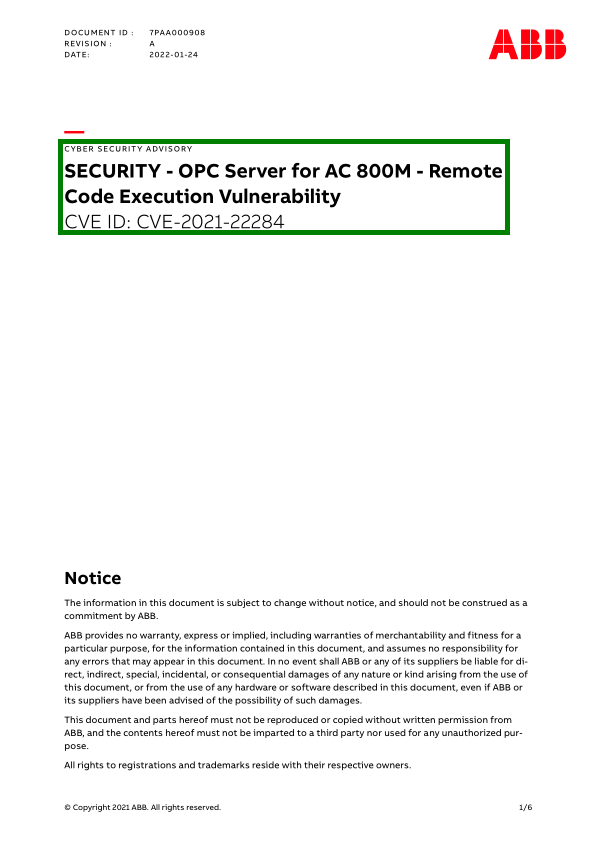 DOCUMENT ID : 7PAA000908
REVISION : A
DATE: 2022-01-24
ABB
CYBER SECURITY ADVISORY
SECURITY - OPC Server for AC 800M - Remote
Code Execution Vulnerability
CVE ID: CVE-2021-22284
Notice
The information in this document is subject to change without notice, and should not be construed as a
commitment by ABB.
ABB provides no warranty, express or implied, including warranties of merchantability and fitness for a
particular purpose, for the information contained in this document, and assumes no responsibility for
any errors that may appear in this document. In no event shall ABB or any of its suppliers be liable for di-
rect, indirect, special, incidental, or consequential damages of any nature or kind arising from the use of
this document, or from the use of any hardware or software described in this document, even if ABB or
its suppliers have been advised of the possibility of such damages.
This document and parts hereof must not be reproduced or copied without written permission from
ABB, and the contents hereof must not be imparted to a third party nor used for any unauthorized pur-
pose.
All rights to registrations and trademarks reside with their respective owners.
© Copyright 2021 ABB. All rights reserved. 1/6